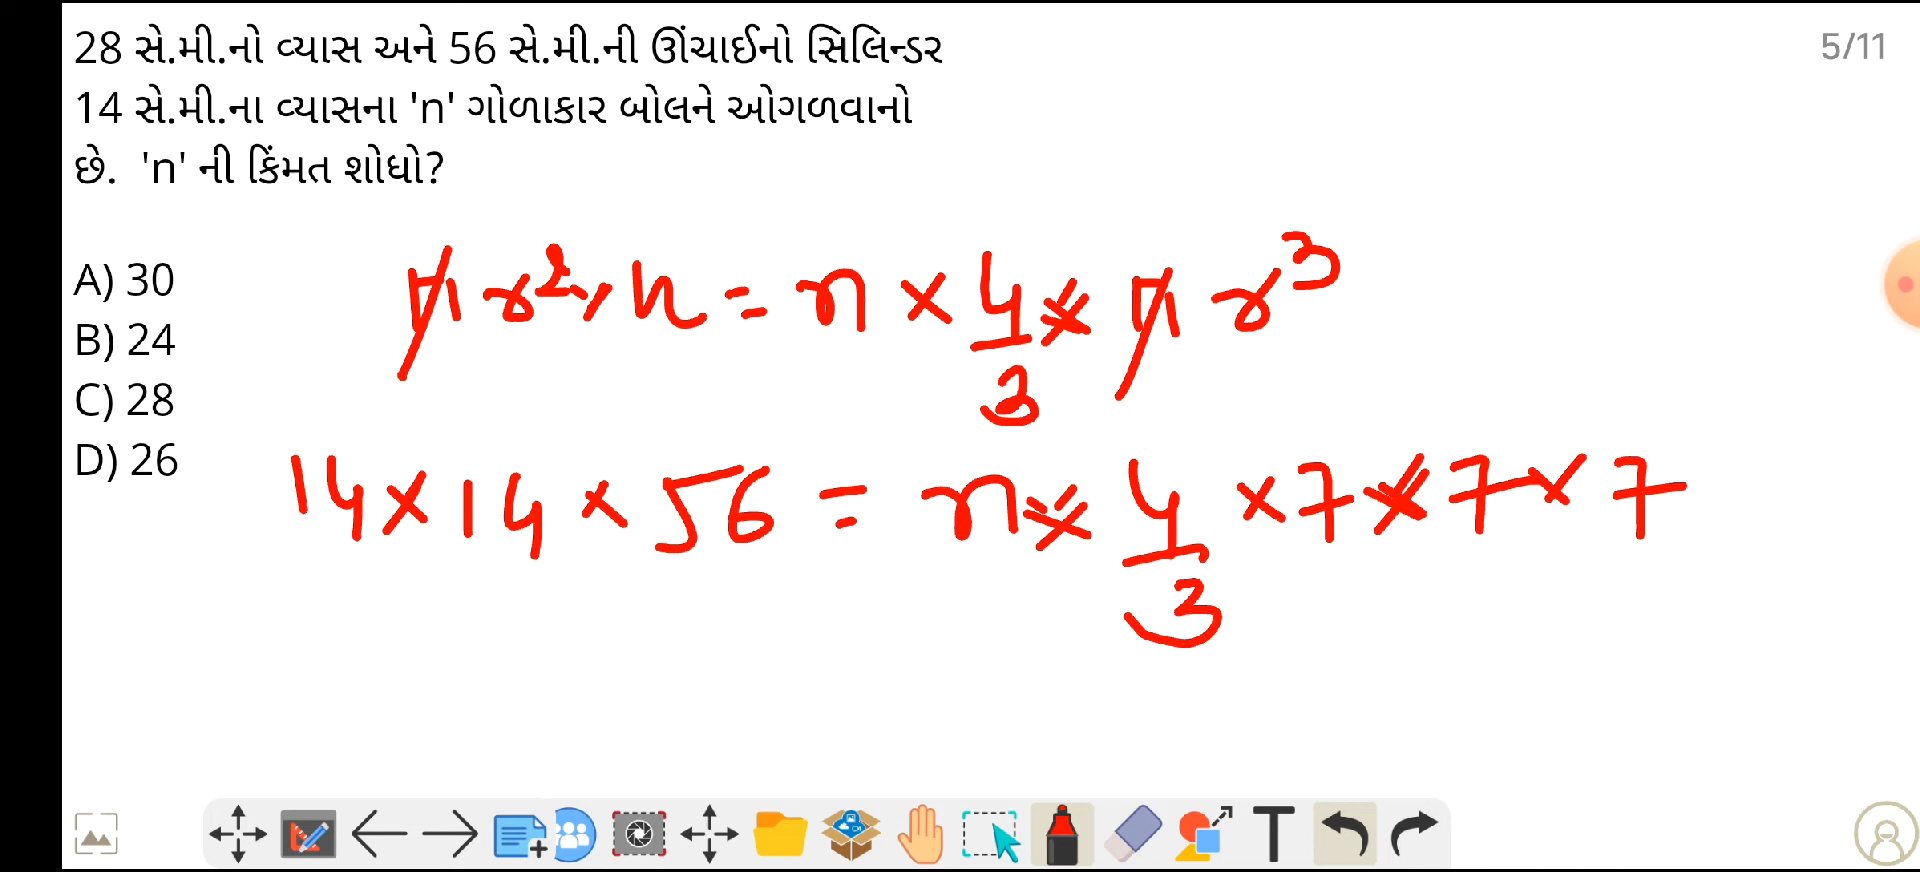 28 સે.મી.નો વ્યાસ અને 56 સે.મી.ની ઊંચાઈનો સિલિન્ડર
5/11
14 સે.મી.ના વ્યાસના 'n' ગોળાકાર બોલને ઓગળવાનો
છે. 'n' ની કિંમત શોધો?
A) 30
B) 24
C) 28
D) 26
π r² × h = n × 4/3 × π r³
14 × 14 × 56 = n × 4/3 × 7 × 7 × 7
T